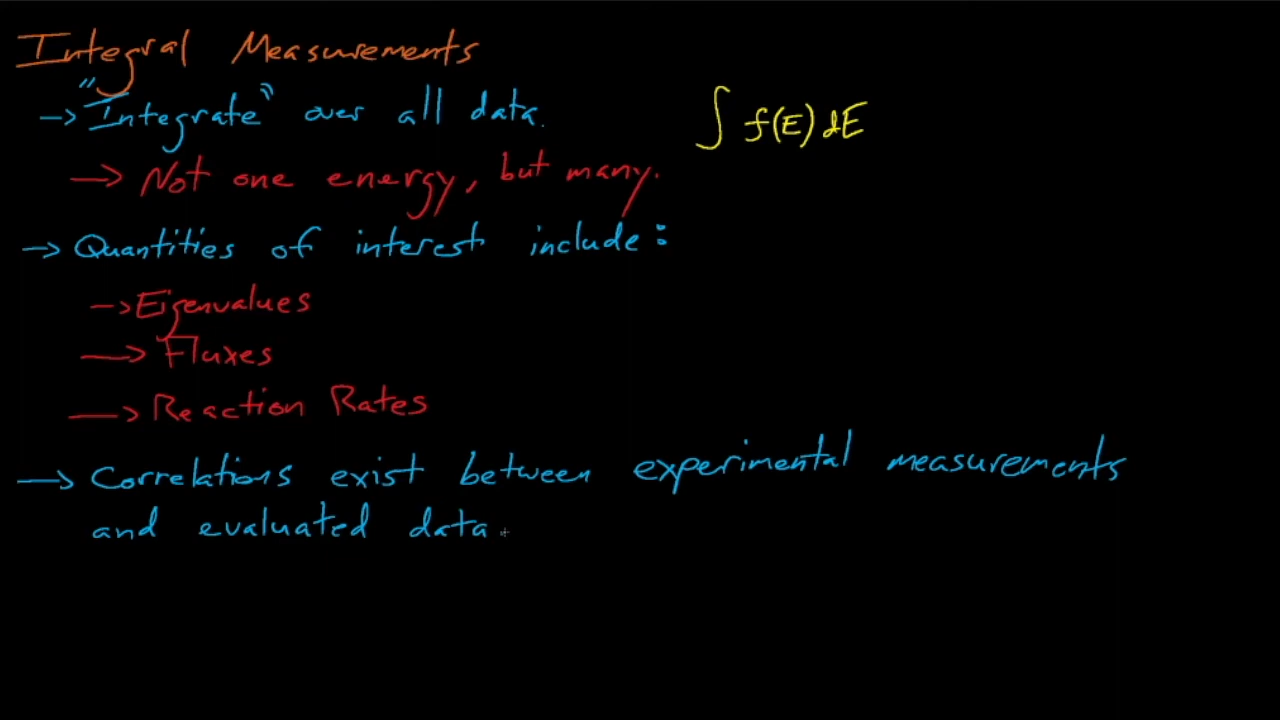 Integral Measurements
→ "Integrate" over all data.
∫ f(E) dE
→ Not one energy, but many.
→ Quantities of interest include:
→ Eigenvalues
→ Fluxes
→ Reaction Rates
→ Correlations exist between experimental measurements
and evaluated data.